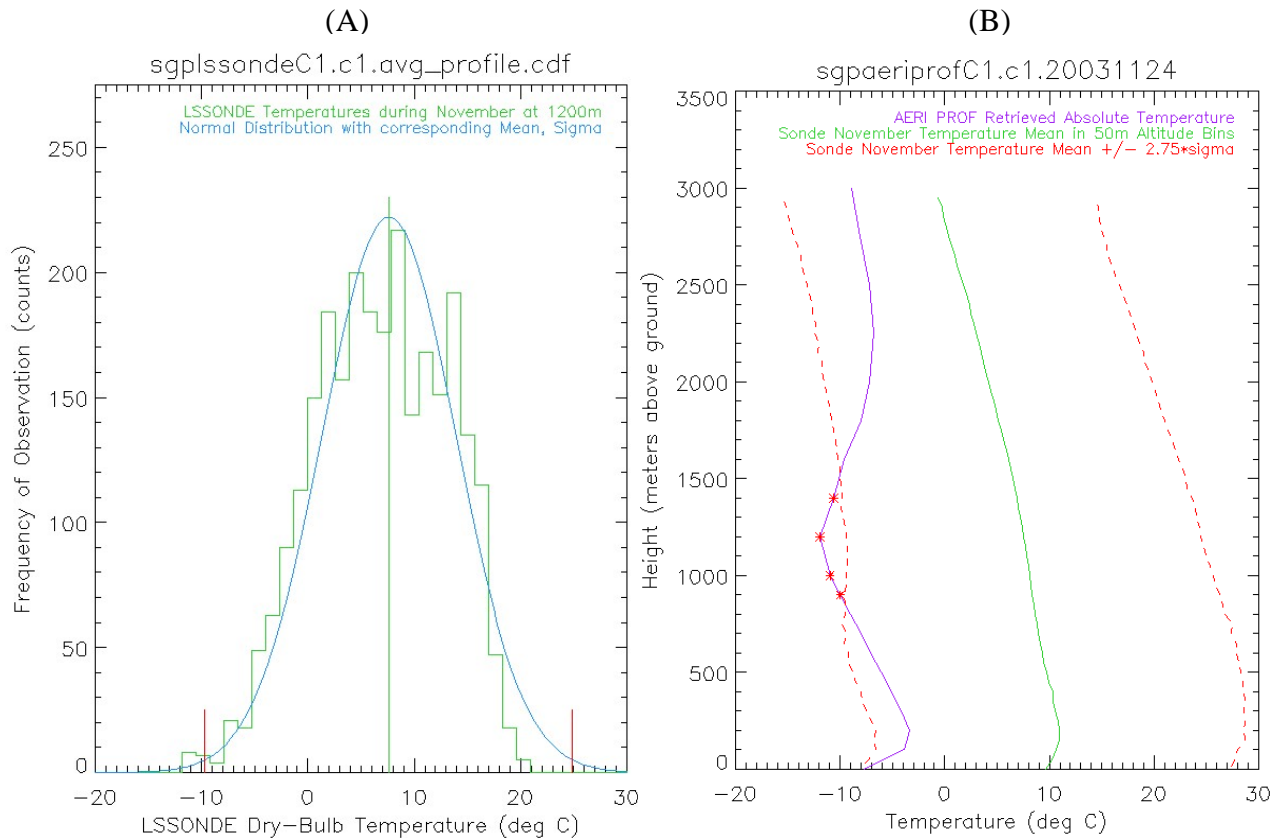 (A)
sgplssondeC1.c1.avg_profile.cdf
LSSONDE Temperatures during November at 1200m
Normal Distribution with corresponding Mean, Sigma
Frequency of Observation (counts)
250
200
150
100
50
0
-20
-10
0
10
20
30
LSSONDE Dry-Bulb Temperature (deg C)
(B)
sgpaeriprofC1.c1.20031124
AERI PROF Retrieved Absolute Temperature
Sonde November Temperature Mean in 50m Altitude Bins
Sonde November Temperature Mean +/- 2.75*sigma
Height (meters above ground)
3500
3000
2500
2000
1500
1000
500
0
-20
-10
0
10
20
30
Temperature (deg C)